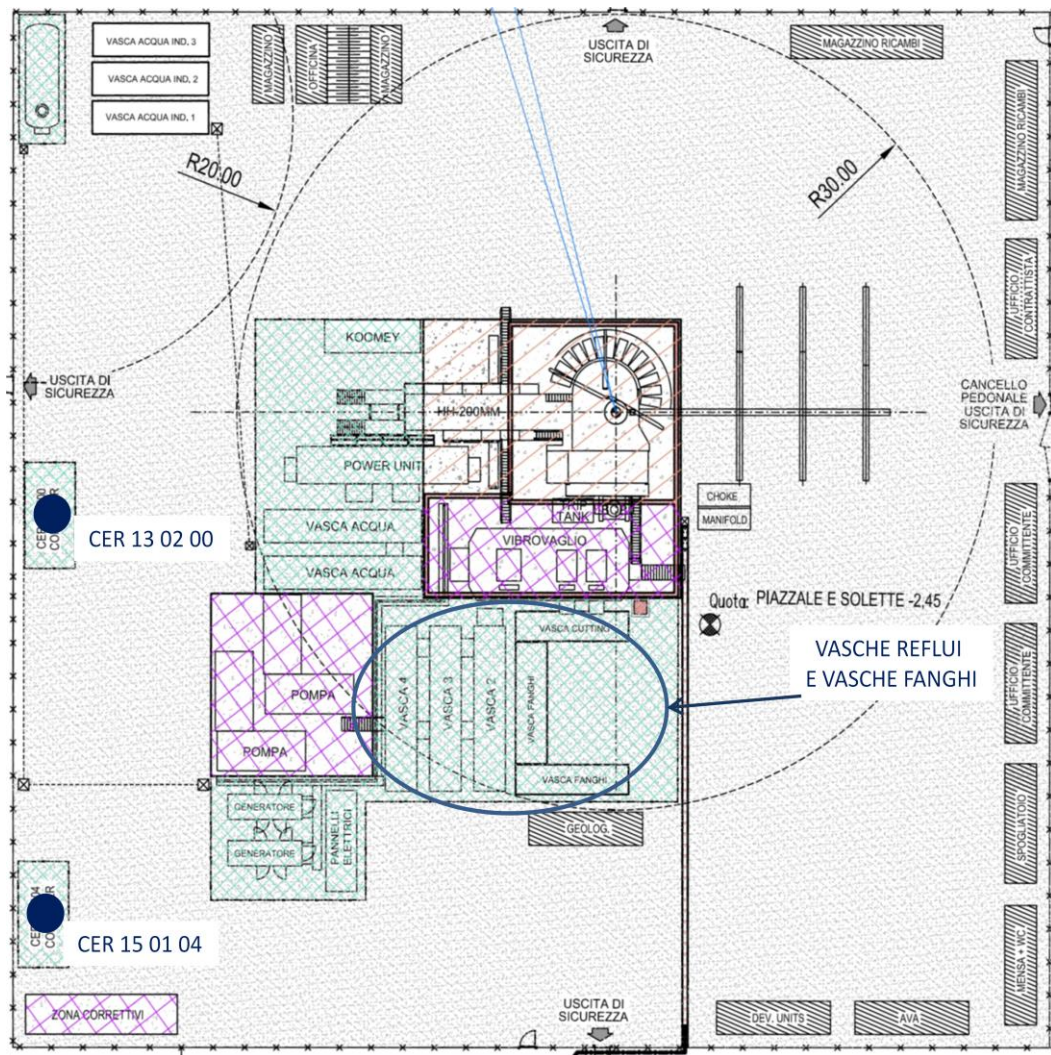 VASCA ACQUA IND. 3
VASCA ACQUA IND. 2
VASCA ACQUA IND. 1
MAGAZZINO
OFFICINA
MAGAZZINO
USCITA DI
SICUREZZA
MAGAZZINO RICAMBI
MAGAZZINO RICAMBI
R20.00
R30.00
UFFICIO
CONTRATTISTA
KOOMEY
USCITA DI
SICUREZZA
HH-200MM
CANCELLO
PEDONALE
USCITA DI
SICUREZZA
POWER UNIT
CHOKE
MANIFOLD
TRIP
TANK
VASCA ACQUA
VIBROVAGLIO
VASCA ACQUA
UFFICIO
COMMITTENTE
CER 13 02 00
Quota: PIAZZALE E SOLETTE -2,45
VASCA CUTTING
VASCHE REFLUI
E VASCHE FANGHI
VASCA 4
VASCA 3
VASCA 2
VASCA FANGHI
VASCA FANGHI
POMPA
POMPA
UFFICIO
COMMITTENTE
GENERATORE
GENERATORE
PANNELLI
ELETTRICI
GEOLOG.
SPOGLIATOIO
CER 15 01 04
MENSA + WC
ZONA CORRETTIVI
USCITA DI
SICUREZZA
DEV. UNITS
AVA